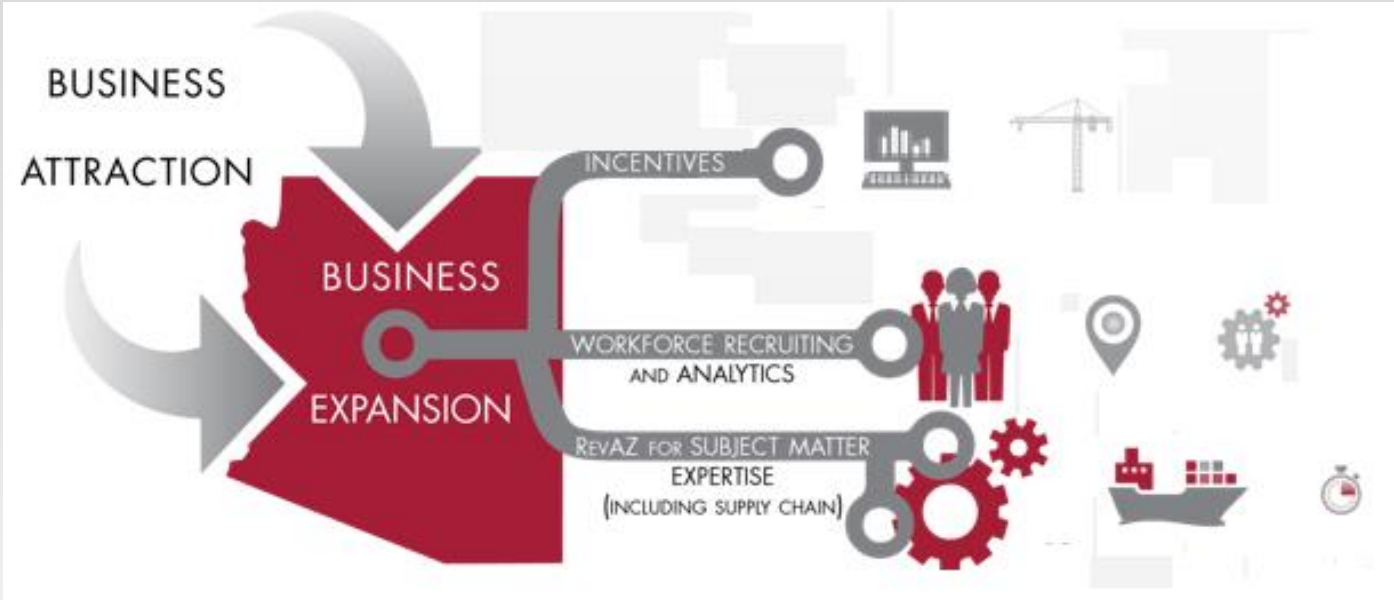 BUSINESS
ATTRACTION
BUSINESS
EXPANSION
INCENTIVES
WORKFORCE RECRUITING
AND ANALYTICS
REVAZ FOR SUBJECT MATTER
EXPERTISE
(INCLUDING SUPPLY CHAIN)